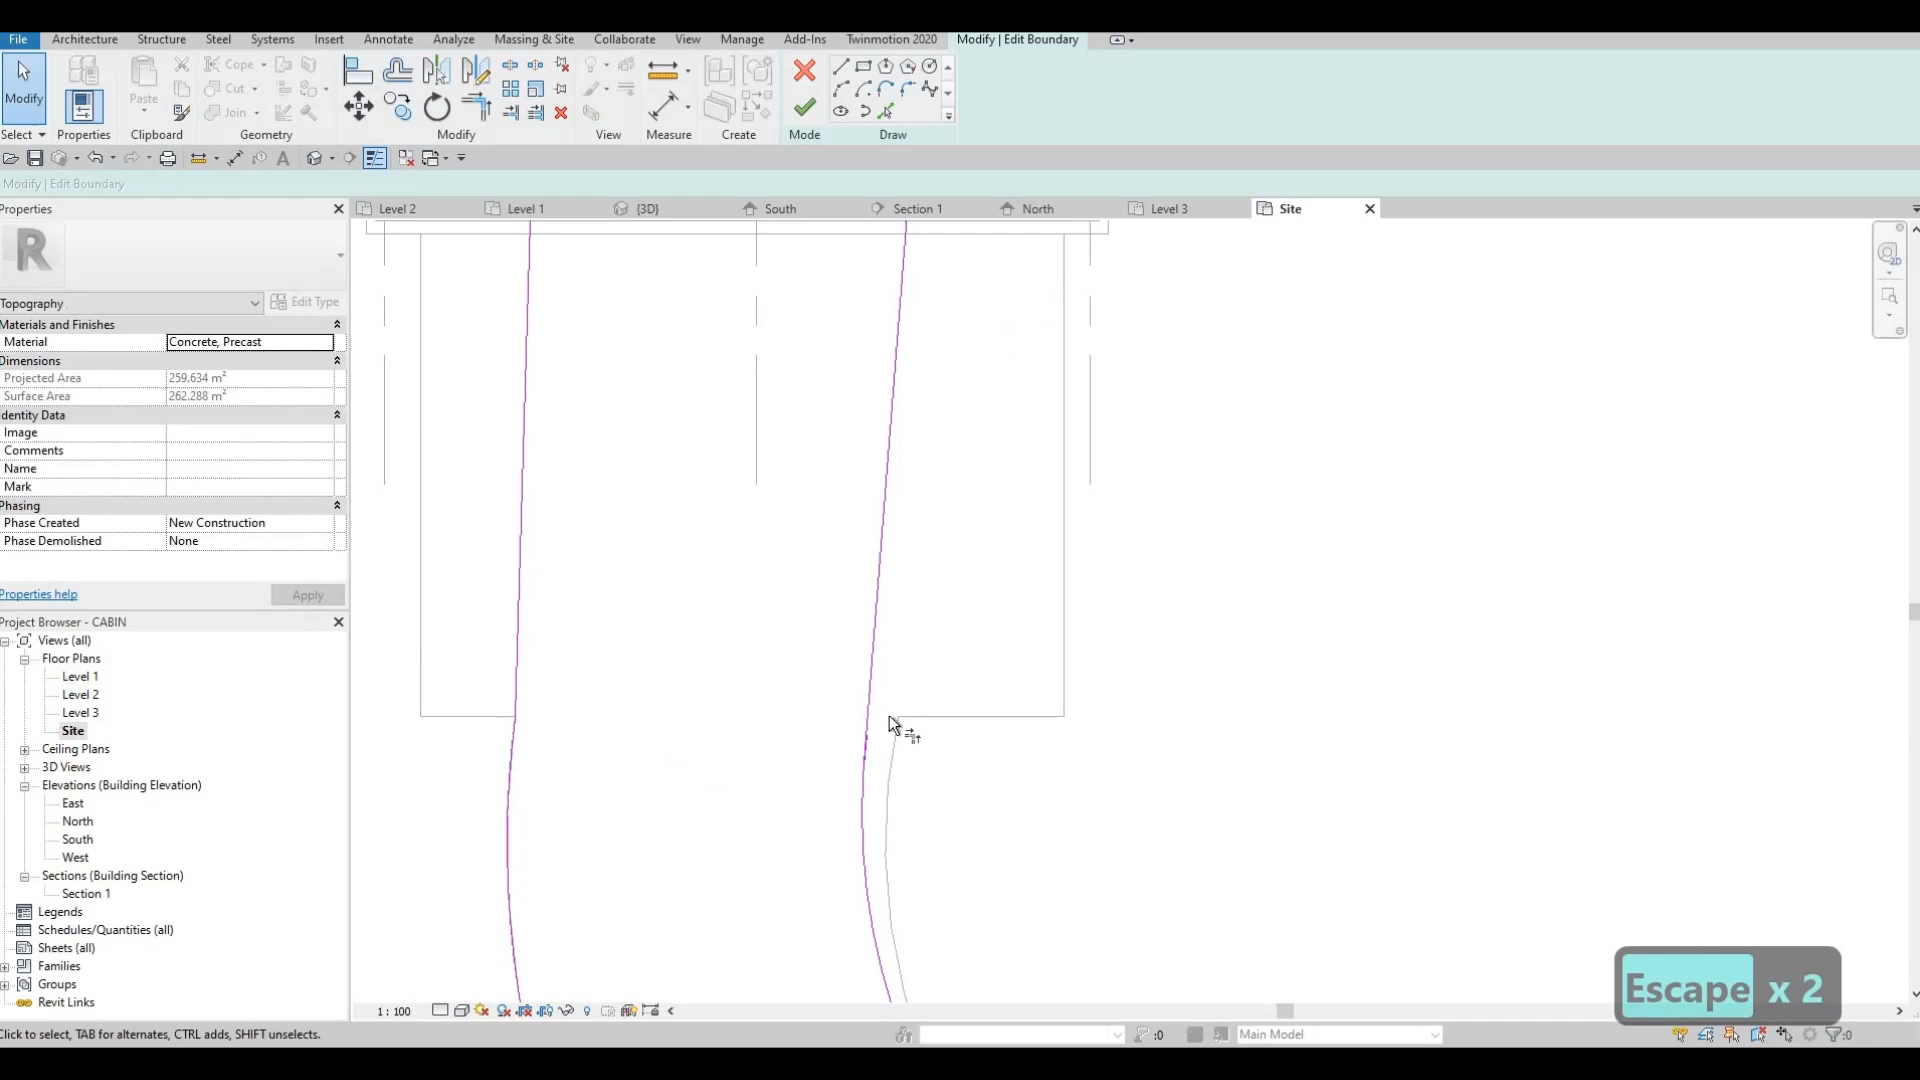 File Architecture Structure Steel Systems Insert Annotate Analyze Massing & Site Collaborate View Manage Add-Ins Twinmotion 2020 Modify | Edit Boundary
Modify
Paste
Cope
Cut
Join
Select Properties Clipboard Geometry Modify View Measure Create Mode Draw
Modify | Edit Boundary
Properties
Level 2 Level 1 {3D} South Section 1 North Level 3 Site
R
Topography Edit Type
Materials and Finishes
Material Concrete, Precast
Dimensions
Projected Area 259.634 m²
Surface Area 262.288 m²
dentity Data
Image
Comments
Name
Mark
Phasing
Phase Created New Construction
Phase Demolished None
Properties help Apply
Project Browser - CABIN
Views (all)
Floor Plans
Level 1
Level 2
Level 3
Site
Ceiling Plans
3D Views
Elevations (Building Elevation)
East
North
South
West
Sections (Building Section)
Section 1
Legends
Schedules/Quantities (all)
Sheets (all)
Families
Groups
Revit Links
2D
Escape x 2
1 : 100
Click to select, TAB for alternates, CTRL adds, SHIFT unselects.
:0
Main Model
:0